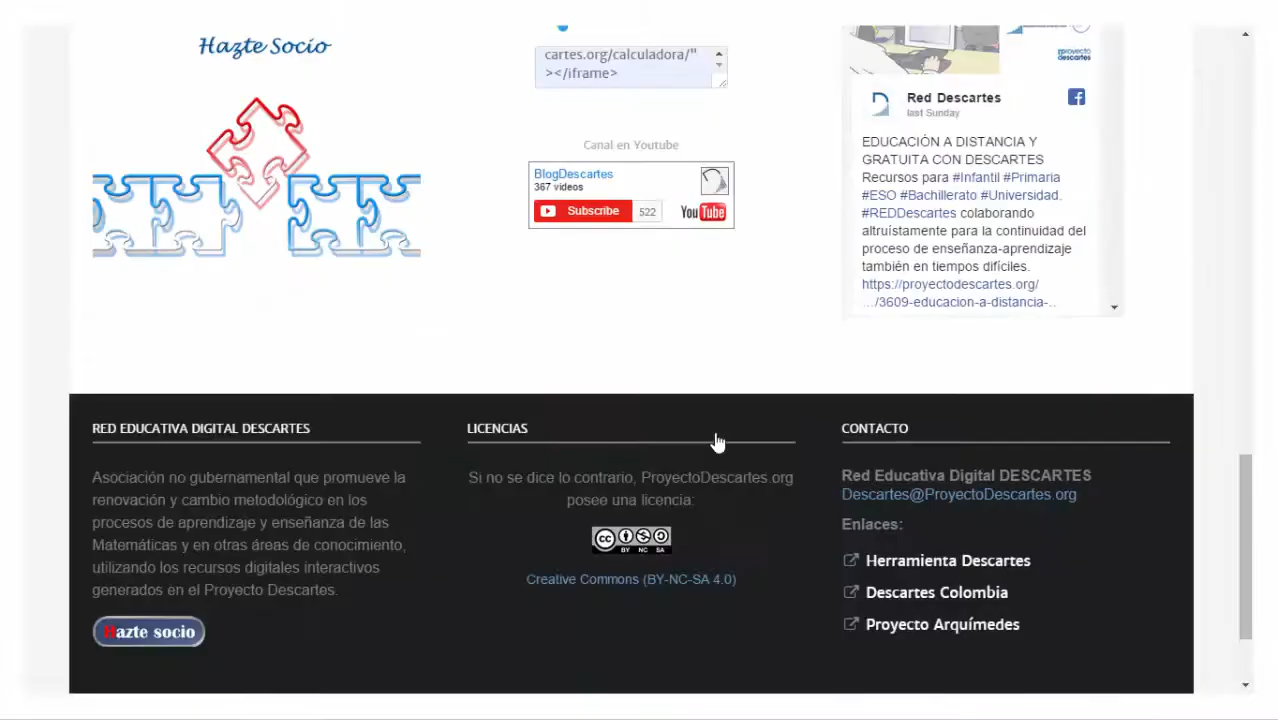 Hazte Socio
cartes.org/calculadora/"
></iframe>
Canal en Youtube
BlogDescartes
367 videos
Subscribe
522
YouTube
proyecto
descartes
Red Descartes
last Sunday
EDUCACIÓN A DISTANCIA Y
GRATUITA CON DESCARTES
Recursos para #Infantil #Primaria
#ESO #Bachillerato #Universidad.
#REDDescartes colaborando
altruístamente para la continuidad del
proceso de enseñanza-aprendizaje
también en tiempos difíciles.
https://proyectodescartes.org/
…/3609-educacion-a-distancia-..
RED EDUCATIVA DIGITAL DESCARTES
Asociación no gubernamental que promueve la
renovación y cambio metodológico en los
procesos de aprendizaje y enseñanza de las
Matemáticas y en otras áreas de conocimiento,
utilizando los recursos digitales interactivos
generados en el Proyecto Descartes.
Hazte socio
LICENCIAS
Si no se dice lo contrario, ProyectoDescartes.org
posee una licencia:
cc BY NC SA
Creative Commons (BY-NC-SA 4.0)
CONTACTO
Red Educativa Digital DESCARTES
Descartes@ProyectoDescartes.org
Enlaces:
Herramienta Descartes
Descartes Colombia
Proyecto Arquímedes